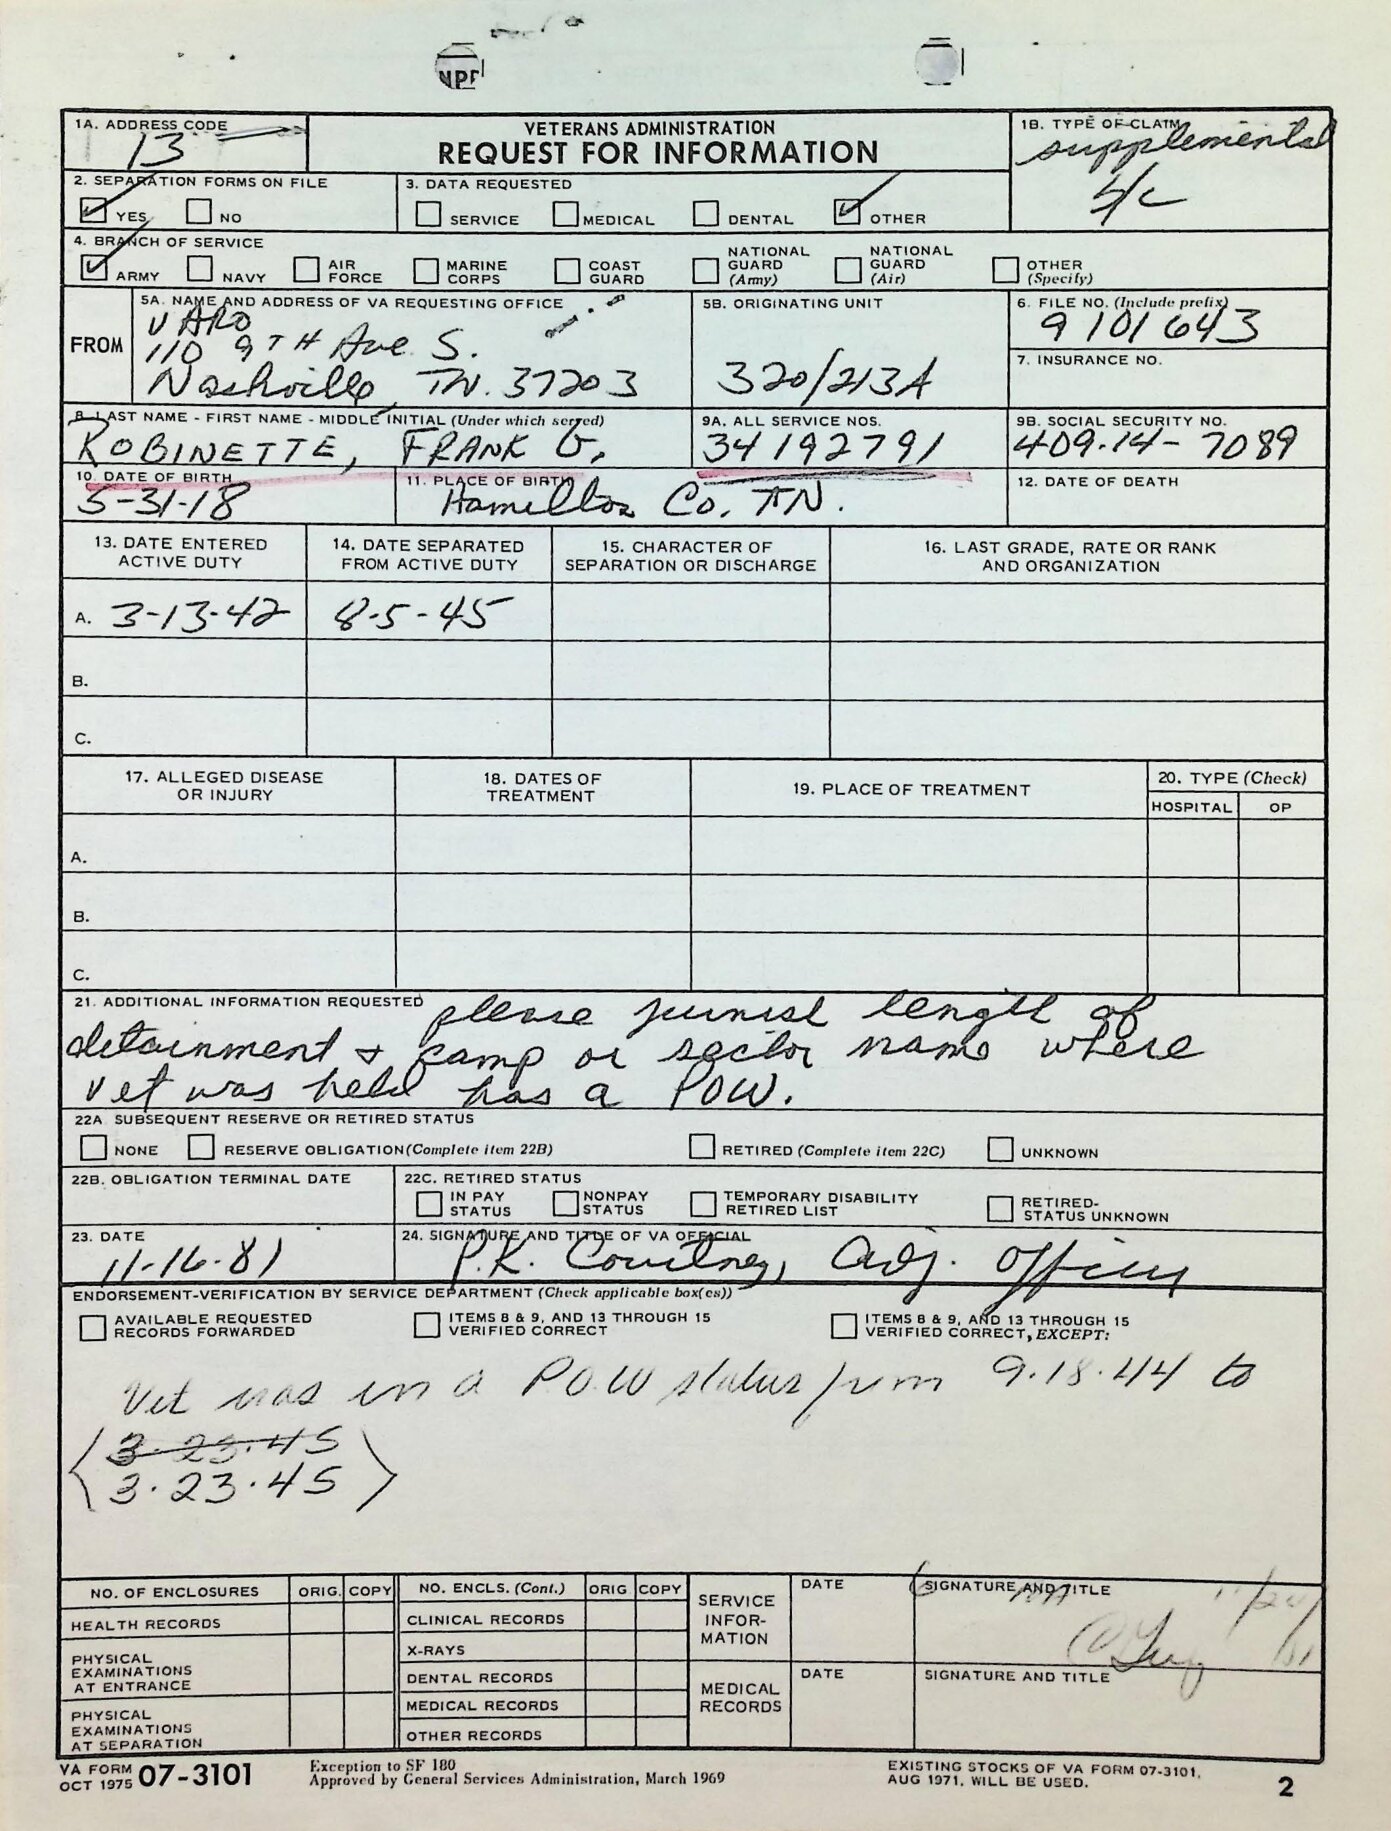 NPR
1A. ADDRESS CODE
13
VETERANS ADMINISTRATION
REQUEST FOR INFORMATION
1B. TYPE OF CLAIM
supplemental
S/C
2. SEPARATION FORMS ON FILE
YES NO
3. DATA REQUESTED
SERVICE MEDICAL DENTAL OTHER
4. BRANCH OF SERVICE
ARMY NAVY AIR FORCE MARINE CORPS COAST GUARD NATIONAL GUARD (Army) NATIONAL GUARD (Air) OTHER (Specify)
FROM
5A. NAME AND ADDRESS OF VA REQUESTING OFFICE
VARO
110 9TH Ave. S.
Nashville, TN. 37203
5B. ORIGINATING UNIT
320/213A
6. FILE NO. (Include prefix)
9101643
7. INSURANCE NO.
8. LAST NAME - FIRST NAME - MIDDLE INITIAL (Under which served)
ROBINETTE, FRANK G.
9A. ALL SERVICE NOS.
34192791
9B. SOCIAL SECURITY NO.
409-14-7089
10. DATE OF BIRTH
5-31-18
11. PLACE OF BIRTH
Hamilton Co. TN.
12. DATE OF DEATH
13. DATE ENTERED ACTIVE DUTY
14. DATE SEPARATED FROM ACTIVE DUTY
15. CHARACTER OF SEPARATION OR DISCHARGE
16. LAST GRADE, RATE OR RANK AND ORGANIZATION
A. 3-13-42 8-5-45
B.
C.
17. ALLEGED DISEASE OR INJURY
18. DATES OF TREATMENT
19. PLACE OF TREATMENT
20. TYPE (Check)
HOSPITAL OP
A.
B.
C.
21. ADDITIONAL INFORMATION REQUESTED
please furnish length of
detainment & camp or sector name where
vet was held has a POW.
22A. SUBSEQUENT RESERVE OR RETIRED STATUS
NONE RESERVE OBLIGATION (Complete item 22B) RETIRED (Complete item 22C) UNKNOWN
22B. OBLIGATION TERMINAL DATE
22C. RETIRED STATUS
IN PAY STATUS NONPAY STATUS TEMPORARY DISABILITY RETIRED LIST RETIRED-STATUS UNKNOWN
23. DATE
11-16-81
24. SIGNATURE AND TITLE OF VA OFFICIAL
P.K. Courtney, Adj. Officer
ENDORSEMENT-VERIFICATION BY SERVICE DEPARTMENT (Check applicable box(es))
AVAILABLE REQUESTED RECORDS FORWARDED
ITEMS 8 & 9, AND 13 THROUGH 15 VERIFIED CORRECT
ITEMS 8 & 9, AND 13 THROUGH 15 VERIFIED CORRECT, EXCEPT:
Vet was in a POW status from 9.18.44 to
3.23.45
3.23.45
NO. OF ENCLOSURES ORIG. COPY
HEALTH RECORDS
PHYSICAL EXAMINATIONS AT ENTRANCE
PHYSICAL EXAMINATIONS AT SEPARATION
NO. ENCLS. (Cont.) ORIG COPY
CLINICAL RECORDS
X-RAYS
DENTAL RECORDS
MEDICAL RECORDS
OTHER RECORDS
SERVICE INFOR-MATION
DATE
SIGNATURE AND TITLE
MEDICAL RECORDS
DATE
SIGNATURE AND TITLE
VA FORM OCT 1975 07-3101
Exception to SF 180
Approved by General Services Administration, March 1969
EXISTING STOCKS OF VA FORM 07-3101,
AUG 1971, WILL BE USED.
2